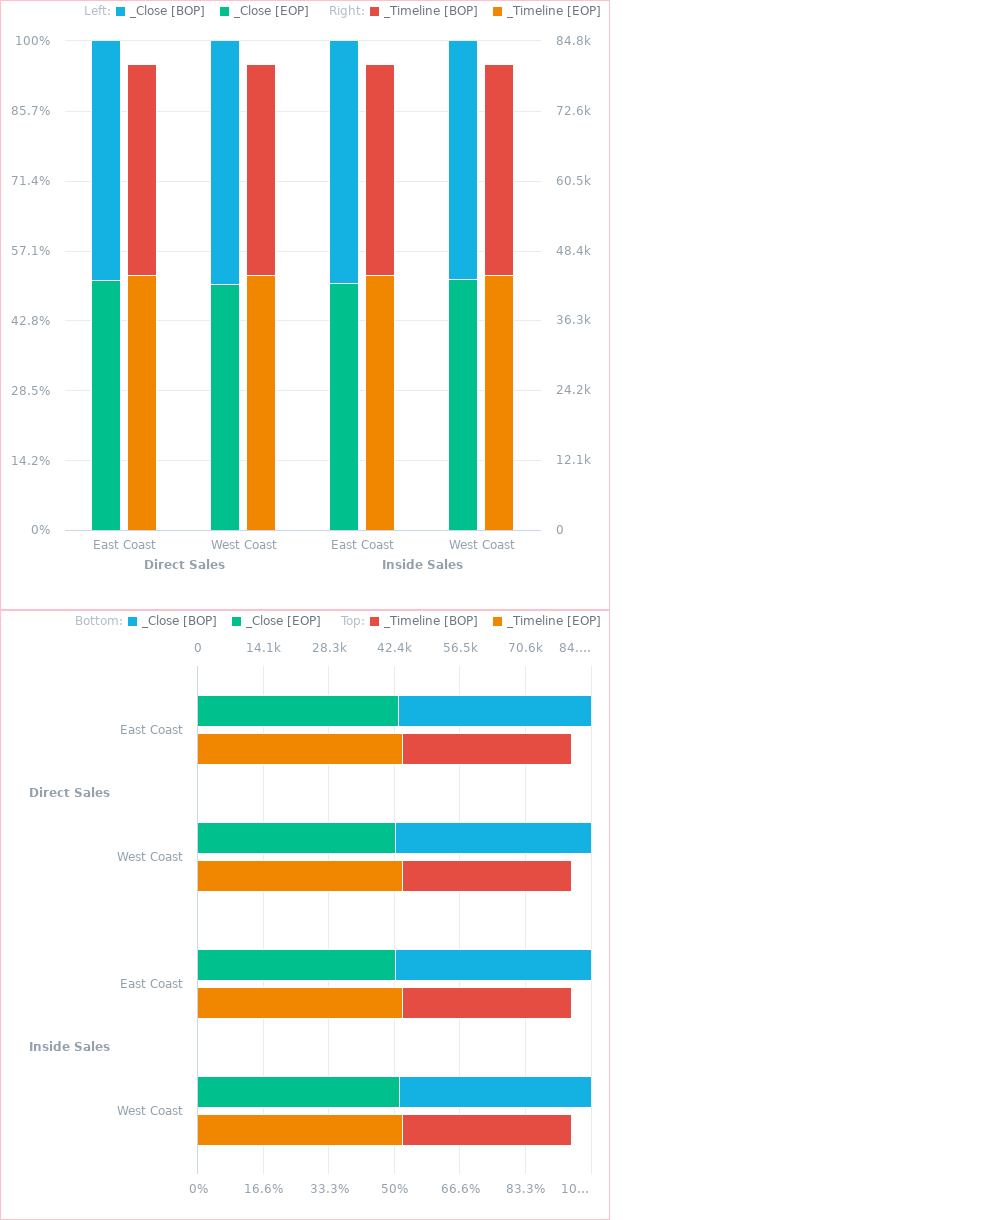 Left: _Close [BOP] _Close [EOP] Right: _Timeline [BOP] _Timeline [EOP]
100% 84.8k
85.7% 72.6k
71.4% 60.5k
57.1% 48.4k
42.8% 36.3k
28.5% 24.2k
14.2% 12.1k
0% 0
East Coast West Coast East Coast West Coast
Direct Sales Inside Sales
Bottom: _Close [BOP] _Close [EOP] Top: _Timeline [BOP] _Timeline [EOP]
0 14.1k 28.3k 42.4k 56.5k 70.6k 84.…
East Coast
Direct Sales
West Coast
East Coast
Inside Sales
West Coast
0% 16.6% 33.3% 50% 66.6% 83.3% 10…